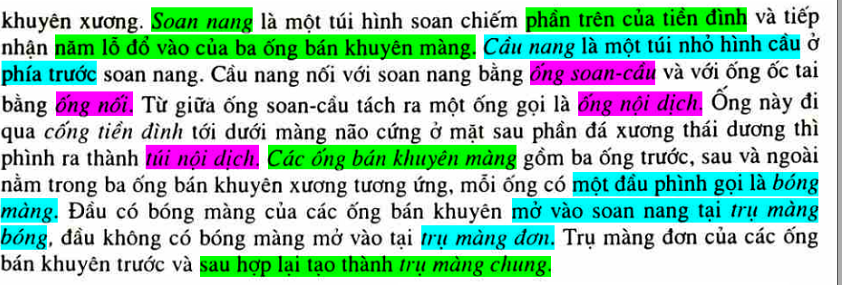 khuyên xương. Soan nang là một túi hình soan chiếm phần trên của tiền đình và tiếp
nhận năm lỗ đổ vào của ba ống bán khuyên màng. Cầu nang là một túi nhỏ hình cầu ở
phía trước soan nang. Cầu nang nối với soan nang bằng ống soan-cầu và với ống ốc tai
bằng ống nối. Từ giữa ống soan-cầu tách ra một ống gọi là ống nội dịch. Ống này đi
qua cống tiền đình tới dưới màng não cứng ở mặt sau phần đá xương thái dương thì
phình ra thành túi nội dịch. Các ống bán khuyên màng gồm ba ống trước, sau và ngoài
nằm trong ba ống bán khuyên xương tương ứng, mỗi ống có một đầu phình gọi là bóng
màng. Đầu có bóng màng của các ống bán khuyên mở vào soan nang tại trụ màng
bóng, đầu không có bóng màng mở vào tại trụ màng đơn. Trụ màng đơn của các ống
bán khuyên trước và sau hợp lại tạo thành trụ màng chung.